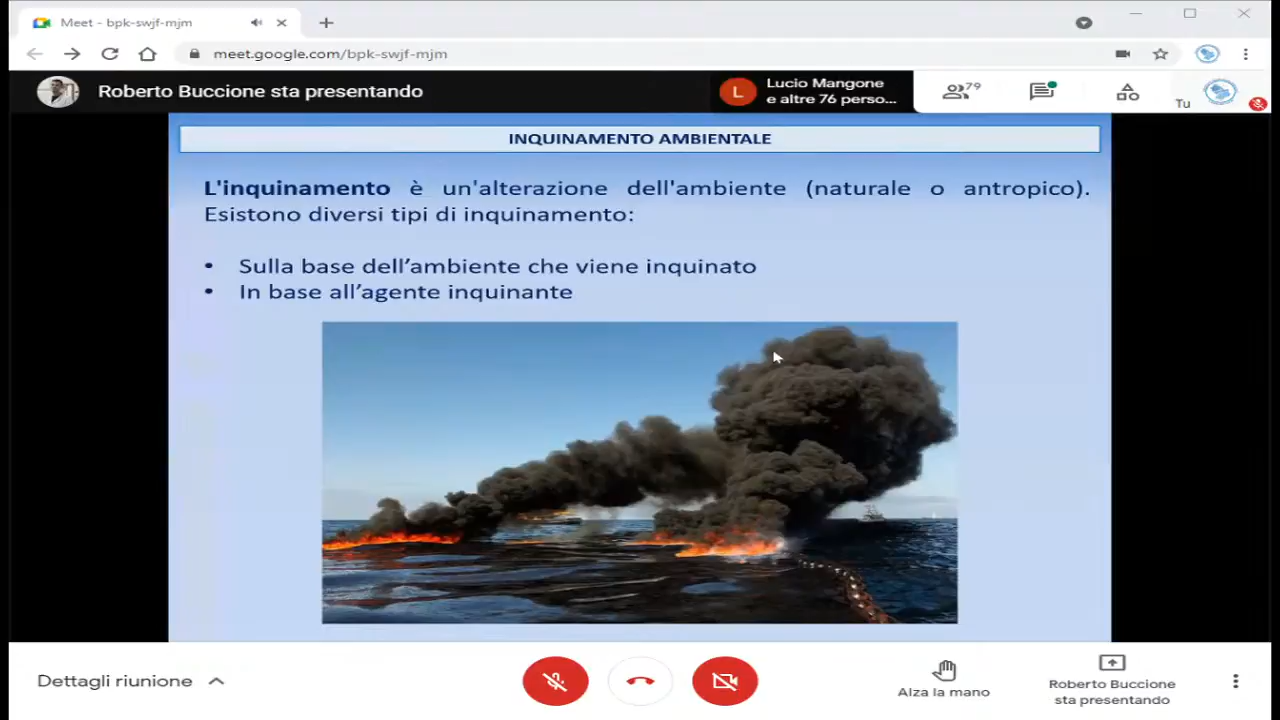 Meet - bpk-swjf-mjm
meet.google.com/bpk-swjf-mjm
Roberto Buccione sta presentando
L
Lucio Mangone
e altre 76 perso...
79
Tu
INQUINAMENTO AMBIENTALE
L'inquinamento è un'alterazione dell'ambiente (naturale o antropico).
Esistono diversi tipi di inquinamento:
• Sulla base dell’ambiente che viene inquinato
• In base all’agente inquinante
Dettagli riunione
Alza la mano
Roberto Buccione
sta presentando